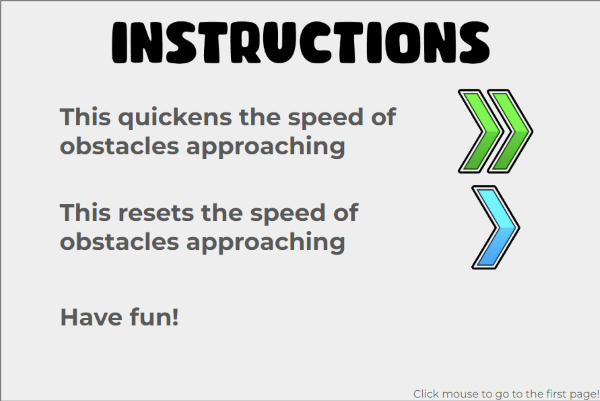 INSTRUCTIONS
This quickens the speed of
obstacles approaching
This resets the speed of
obstacles approaching
Have fun!
Click mouse to go to the first page!